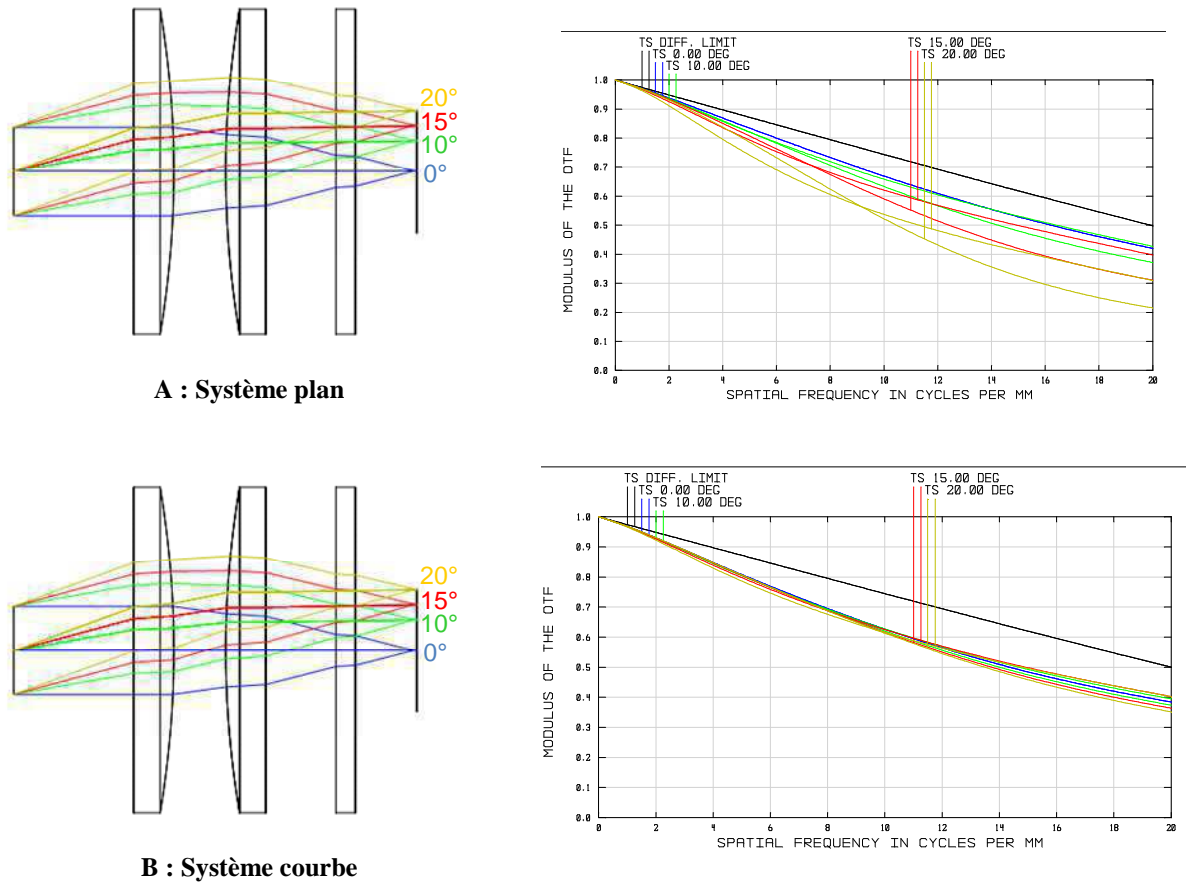 20°
15°
10°
0°
A : Système plan
TS DIFF. LIMIT
TS 0.00 DEG
TS 10.00 DEG
TS 15.00 DEG
TS 20.00 DEG
MODULUS OF THE OTF
1.0
0.9
0.8
0.7
0.6
0.5
0.4
0.3
0.2
0.1
0.0
0 2 4 6 8 10 12 14 16 18 20
SPATIAL FREQUENCY IN CYCLES PER MM
20°
15°
10°
0°
B : Système courbe
TS DIFF. LIMIT
TS 0.00 DEG
TS 10.00 DEG
TS 15.00 DEG
TS 20.00 DEG
MODULUS OF THE OTF
1.0
0.9
0.8
0.7
0.6
0.5
0.4
0.3
0.2
0.1
0.0
0 2 4 6 8 10 12 14 16 18 20
SPATIAL FREQUENCY IN CYCLES PER MM